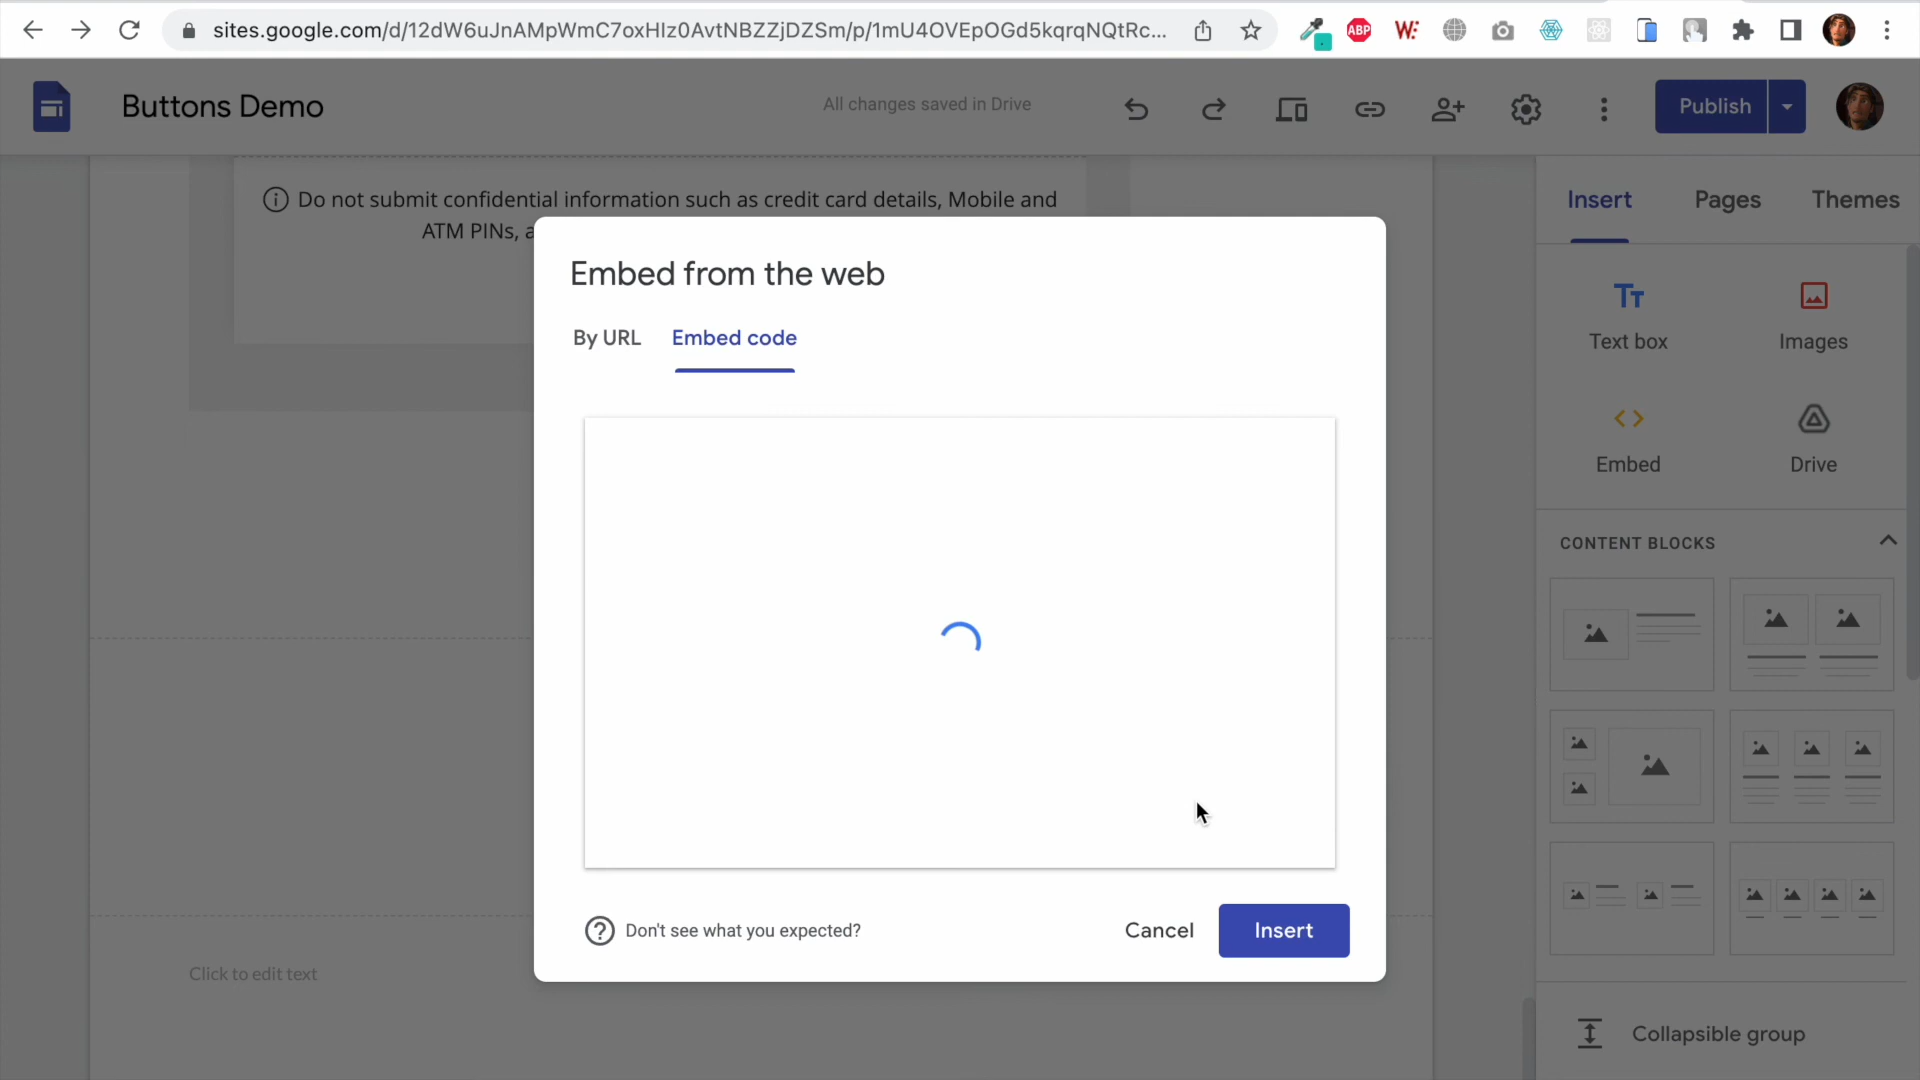 sites.google.com/d/12dW6uJnAMpWmC7oxHIz0AvtNBZZjDZSm/p/1mU4OVEpOGd5kqrqNQtRc...
ABP
W
Buttons Demo
All changes saved in Drive
Publish
Do not submit confidential information such as credit card details, Mobile and
ATM PINs, a
Insert
Pages
Themes
Embed from the web
By URL
Embed code
Tт
Text box
Images
Embed
Drive
CONTENT BLOCKS
Don't see what you expected?
Cancel
Insert
Click to edit text
Collapsible group